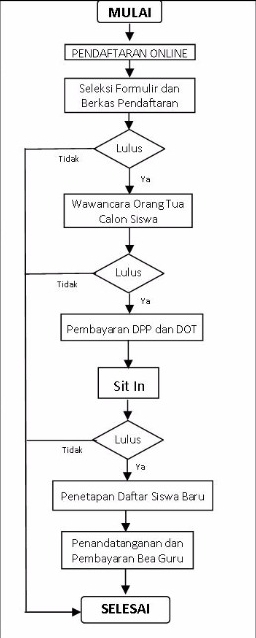 MULAI
PENDAFTARAN ONLINE
Seleksi Formulir dan
Berkas Pendaftaran
Lulus
Tidak
Ya
Wawancara Orang Tua
Calon Siswa
Lulus
Tidak
Ya
Pembayaran DPP dan DOT
Sit In
Lulus
Tidak
Ya
Penetapan Daftar Siswa Baru
Penandatanganan dan
Pembayaran Bea Guru
SELESAI